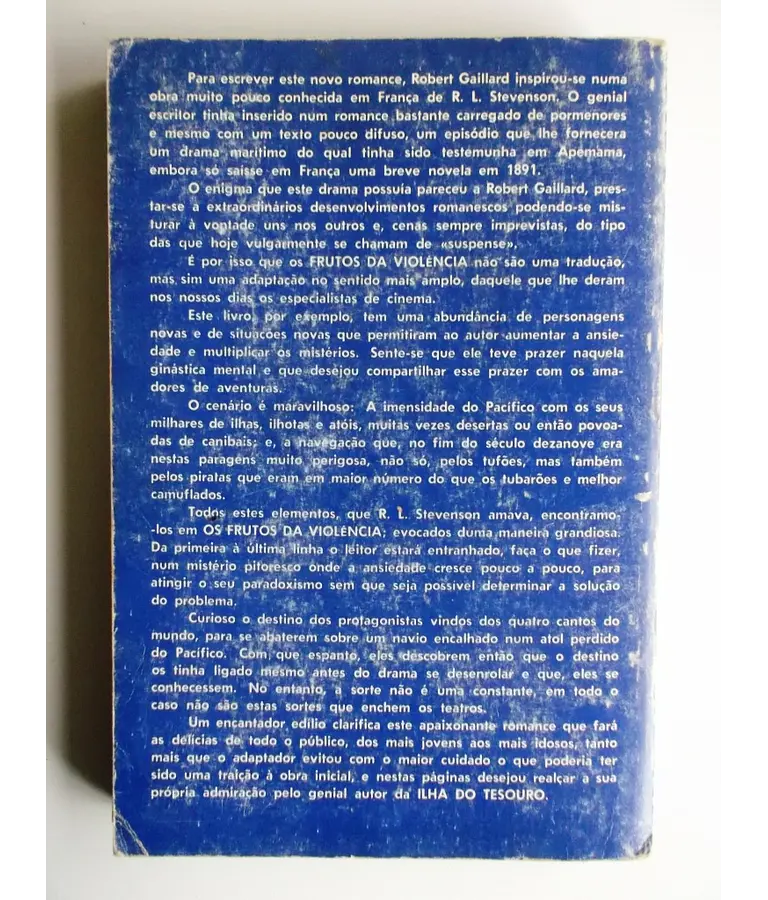 Para escrever este novo romance, Robert Gaillard inspirou-se numa
obra muito pouco conhecida em França de R. L. Stevenson. O genial
escritor tinha inserido num romance bastante carregado de pormenores
e mesmo com um texto pouco difuso, um episódio que lhe fornecera
um drama marítimo do qual tinha sido testemunha em Apemama,
embora só saísse em França uma breve novela em 1891.
O enigma que este drama possuía pareceu a Robert Gaillard, pres-
tar-se a extraordinários desenvolvimentos romanescos podendo-se mis-
turar à vontade uns nos outros e, cenas sempre imprevistas, do tipo
das que hoje vulgarmente se chamam de «suspense».
É por isso que os FRUTOS DA VIOLÊNCIA não são uma tradução,
mas sim uma adaptação no sentido mais amplo, daquele que lhe deram
nos nossos dias os especialistas de cinema.
Este livro, por exemplo, tem uma abundância de personagens
novas e de situações novas que permitiram ao autor aumentar a ansie-
dade e multiplicar os mistérios. Sente-se que ele teve prazer naquela
ginástica mental e que desejou compartilhar esse prazer com os ama-
dores de aventuras.
O cenário é maravilhoso: A imensidade do Pacífico com os seus
milhares de ilhas, ilhotas e atóis, muitas vezes desertas ou então povoa-
das de canibais; e, a navegação que, no fim do século dezanove era
nestas paragens muito perigosa, não só, pelos tufões, mas também
pelos piratas que eram em maior número do que os tubarões e melhor
camuflados.
Todos estes elementos, que R. L. Stevenson amava, encontramo-
-los em OS FRUTOS DA VIOLÊNCIA; evocados duma maneira grandiosa.
Da primeira à última linha o leitor estará entranhado, faça o que fizer,
num mistério pitoresco onde a ansiedade cresce pouco a pouco, para
atingir o seu paradoxismo sem que seja possível determinar a solução
do problema.
Curioso o destino dos protagonistas vindos dos quatro cantos do
mundo, para se abaterem sobre um navio encalhado num atol perdido
do Pacífico. Com que espanto, eles descobrem então que o destino
os tinha ligado mesmo antes do drama se desenrolar e que, eles se
conhecessem. No entanto, a sorte não é uma constante, em todo o
caso não são estas sortes que enchem os teatros.
Um encantador edílio clarifica este apaixonante romance que fará
as delícias de todo o público, dos mais jovens aos mais idosos, tanto
mais que o adaptador evitou com o maior cuidado o que poderia ter
sido uma traição à obra inicial, e nestas páginas desejou realçar a sua
própria admiração pelo genial autor da ILHA DO TESOURO.